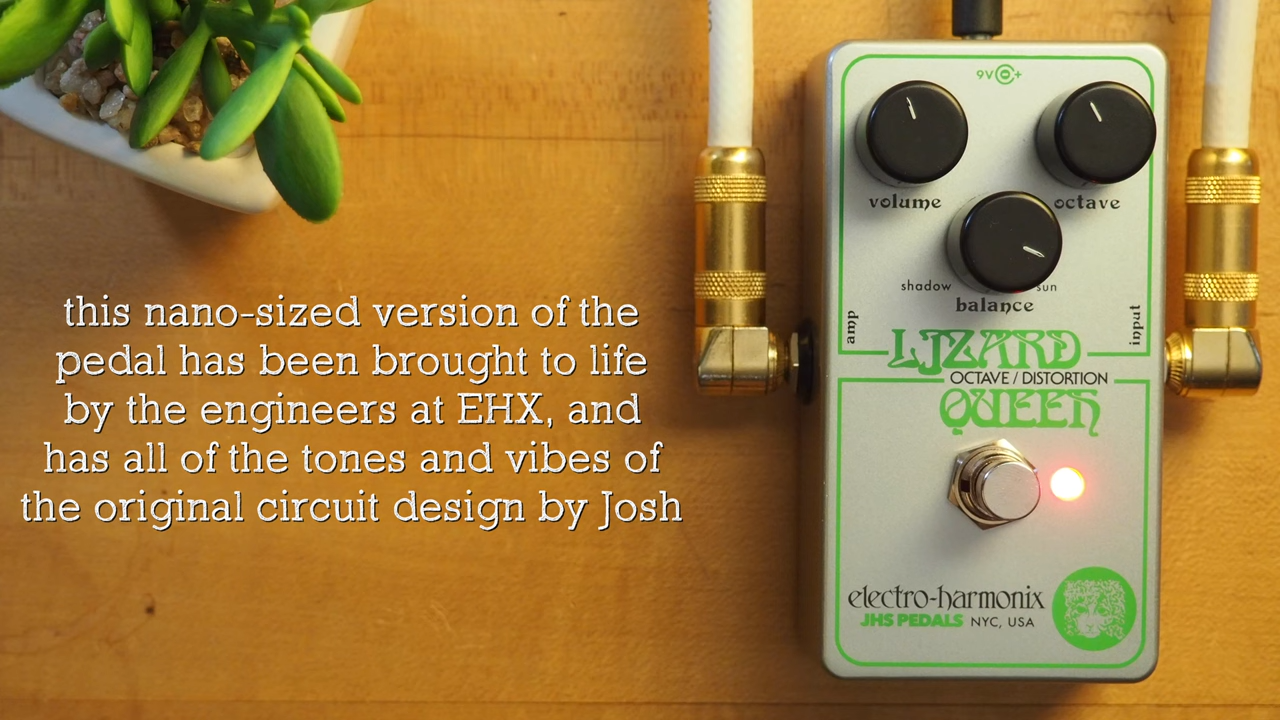 this nano-sized version of the
pedal has been brought to life
by the engineers at EHX, and
has all of the tones and vibes of
the original circuit design by Josh
9V +
volume
octave
shadow
sun
balance
amp
input
LIZARD
OCTAVE / DISTORTION
QUEEN
electro-harmonix
JHS PEDALS NYC, USA